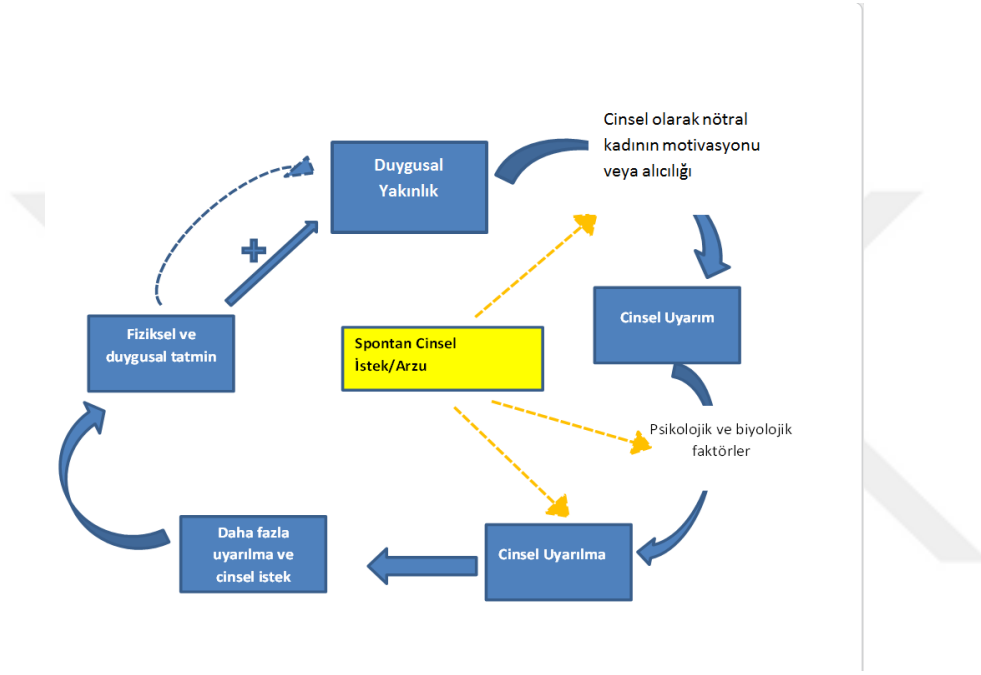 Cinsel olarak nötral
kadının motivasyonu
veya alıcılığı
Duygusal
Yakınlık
Cinsel Uyarım
Fiziksel ve
duygusal tatmin
Spontan Cinsel
İstek/Arzu
Psikolojik ve biyolojik
faktörler
Daha fazla
uyarılma ve
cinsel istek
Cinsel Uyarılma